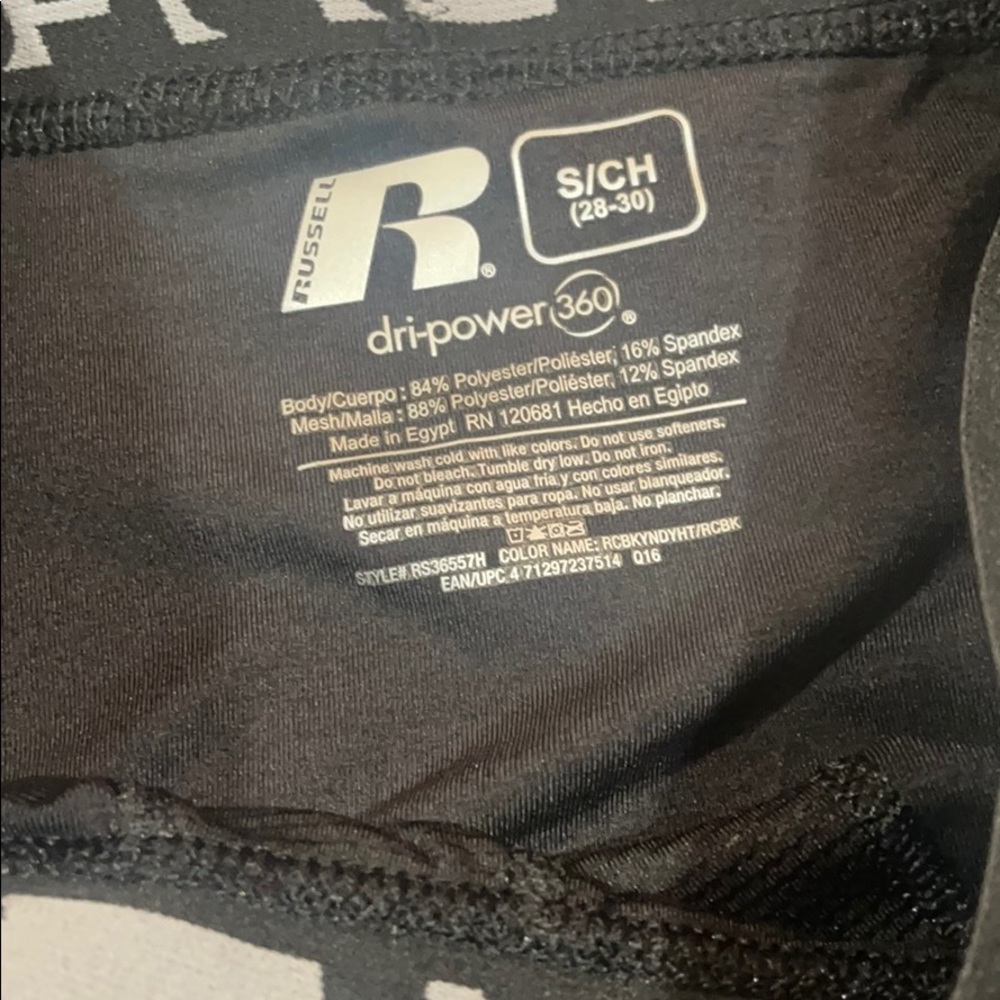 RUSSELL
R®
S/CH
(28-30)
dri-power 360®
Body/Cuerpo : 84% Polyester/Poliéster, 16% Spandex
Mesh/Malla : 88% Polyester/Poliéster, 12% Spandex
Made in Egypt RN 120681 Hecho en Egipto
Machine wash cold with like colors. Do not use softeners.
Do not bleach. Tumble dry low. Do not iron.
Lavar a máquina con agua fria y con colores similares.
No utilizar suavizantes para ropa. No usar blanqueador.
Secar en máquina a temperatura baja. No planchar.
STYLE# RS36557H COLOR NAME: RCBKYNDYHT/RCBK
EAN/UPC 4 71297237514 Q16